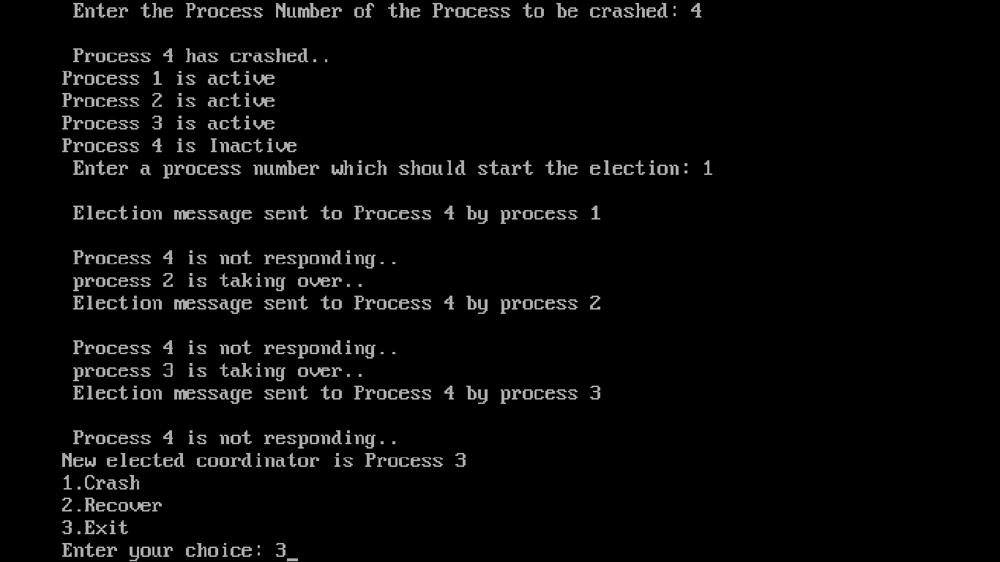 Enter the Process Number of the Process to be crashed: 4
Process 4 has crashed..
Process 1 is active
Process 2 is active
Process 3 is active
Process 4 is Inactive
Enter a process number which should start the election: 1
Election message sent to Process 4 by process 1
Process 4 is not responding..
process 2 is taking over..
Election message sent to Process 4 by process 2
Process 4 is not responding..
process 3 is taking over..
Election message sent to Process 4 by process 3
Process 4 is not responding..
New elected coordinator is Process 3
1.Crash
2.Recover
3.Exit
Enter your choice: 3_